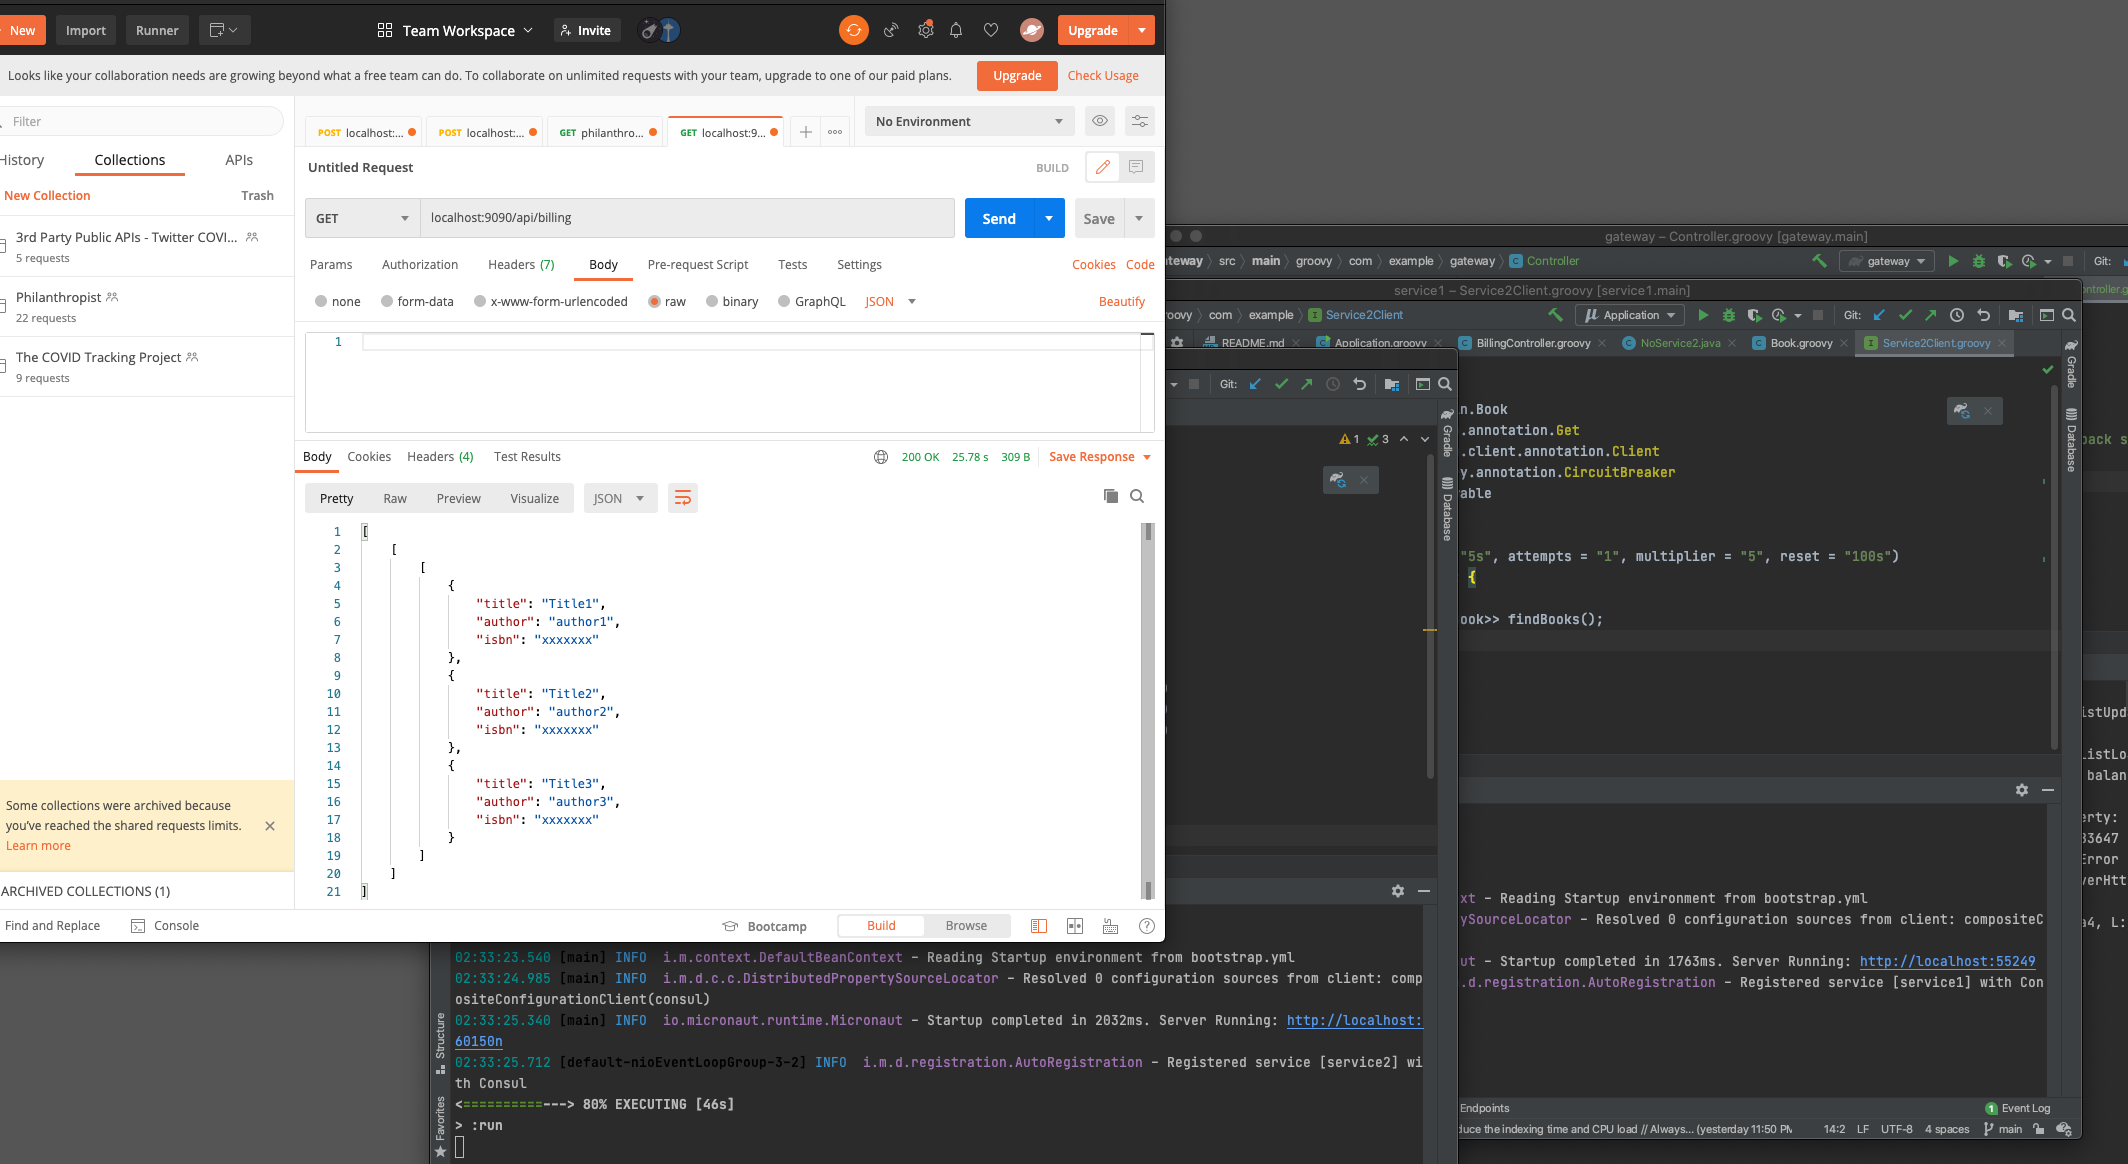 New
Import
Runner
Team Workspace
Invite
Upgrade
Looks like your collaboration needs are growing beyond what a free team can do. To collaborate on unlimited requests with your team, upgrade to one of our paid plans.
Upgrade
Check Usage
Filter
History
Collections
APIs
New Collection
Trash
3rd Party Public APIs - Twitter COVI...
5 requests
Philanthropist
22 requests
The COVID Tracking Project
9 requests
Some collections were archived because
you've reached the shared requests limits.
Learn more
ARCHIVED COLLECTIONS (1)
Find and Replace
Console
POST localhost:...
POST localhost:...
GET philanthro...
GET localhost:9...
No Environment
Untitled Request
BUILD
GET
localhost:9090/api/billing
Send
Save
Params
Authorization
Headers (7)
Body
Pre-request Script
Tests
Settings
Cookies
Code
none
form-data
x-www-form-urlencoded
raw
binary
GraphQL
JSON
Beautify
1
Body
Cookies
Headers (4)
Test Results
200 OK
25.78 s
309 B
Save Response
Pretty
Raw
Preview
Visualize
JSON
1 [
2 [
3 [
4 {
5 "title": "Title1",
6 "author": "author1",
7 "isbn": "xxxxxxx"
8 },
9 {
10 "title": "Title2",
11 "author": "author2",
12 "isbn": "xxxxxxx"
13 },
14 {
15 "title": "Title3",
16 "author": "author3",
17 "isbn": "xxxxxxx"
18 }
19 ]
20 ]
21 ]
Bootcamp
Build
Browse
gateway – Controller.groovy [gateway.main]
teway
src
main
groovy
com
example
gateway
Controller
gateway
Git:
service1 – Service2Client.groovy [service1.main]
roovy
com
example
Service2Client
Application
Git:
README.md
Application.groovy
BillingController.groovy
NoService2.java
Book.groovy
Service2Client.groovy
ntroller.g
Git:
1
3
Gradle
Database
Gradle
Database
n.Book
.annotation.Get
.client.annotation.Client
y.annotation.CircuitBreaker
able
"5s", attempts = "1", multiplier = "5", reset = "100s")
{
ook>> findBooks();
back s
istUpd
ListLo
balan
erty:
33647
Error
verHtt
a4, L:
xt - Reading Startup environment from bootstrap.yml
ySourceLocator - Resolved 0 configuration sources from client: compositeC
ut - Startup completed in 1763ms. Server Running: http://localhost:55249
.d.registration.AutoRegistration - Registered service [service1] with Con
Endpoints
Event Log
1
duce the indexing time and CPU load // Always... (yesterday 11:50 PM
14:2
LF
UTF-8
4 spaces
main
02:33:23.540 [main] INFO i.m.context.DefaultBeanContext - Reading Startup environment from bootstrap.yml
02:33:24.985 [main] INFO i.m.d.c.c.DistributedPropertySourceLocator - Resolved 0 configuration sources from client: comp
ositeConfigurationClient(consul)
02:33:25.340 [main] INFO io.micronaut.runtime.Micronaut - Startup completed in 2032ms. Server Running: http://localhost:
60150n
02:33:25.712 [default-nioEventLoopGroup-3-2] INFO i.m.d.registration.AutoRegistration - Registered service [service2] wi
th Consul
<==========---> 80% EXECUTING [46s]
> :run
Structure
Favorites